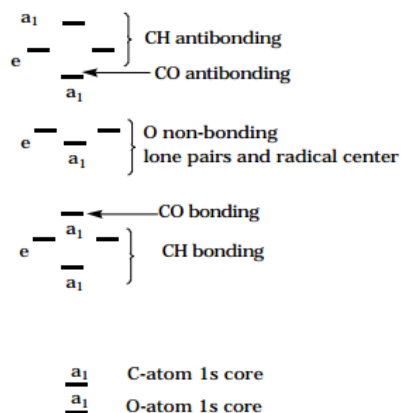 a1
CH antibonding
e
CO antibonding
a1
O non-bonding
e
a1
lone pairs and radical center
CO bonding
a1
e
CH bonding
a1
a1 C-atom 1s core
a1 O-atom 1s core